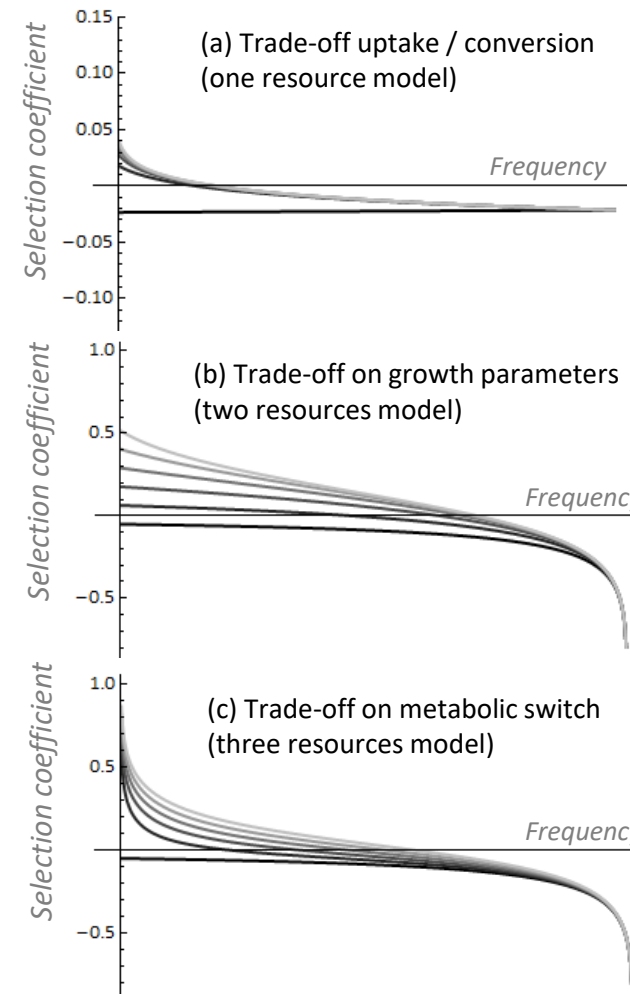 0.15
(a) Trade-off uptake / conversion
(one resource model)
0.10
0.05
Frequency
−0.05
−0.10
Selection coefficient
1.0
(b) Trade-off on growth parameters
(two resources model)
0.5
Frequenc
−0.5
Selection coefficient
1.0
(c) Trade-off on metabolic switch
(three resources model)
0.5
Frequenc
−0.5
Selection coefficient